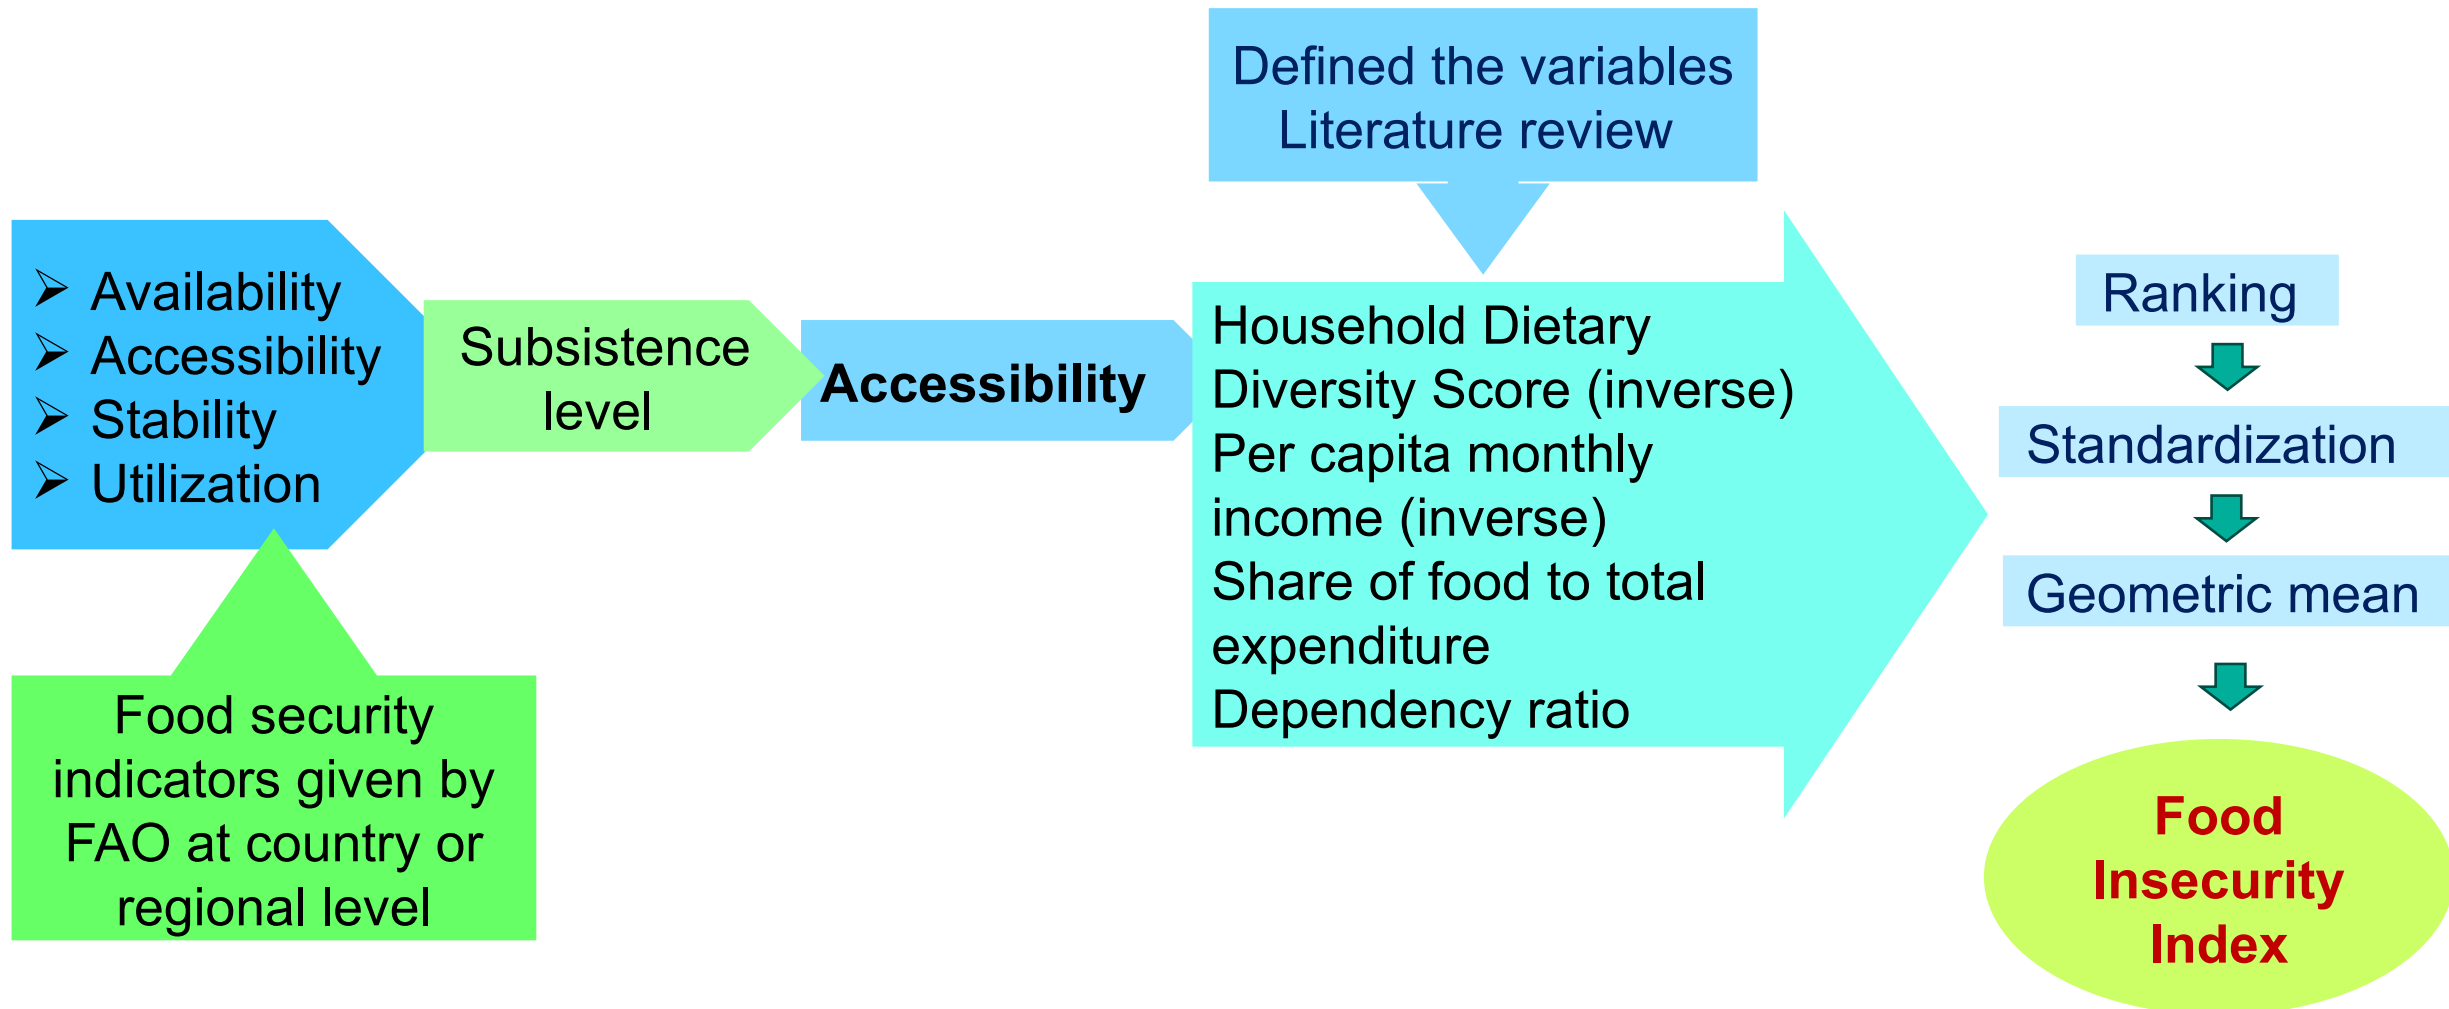 Defined the variables
Literature review
Availability
Accessibility
Stability
Utilization
Subsistence
level
Accessibility
Household Dietary
Diversity Score (inverse)
Per capita monthly
income (inverse)
Share of food to total
expenditure
Dependency ratio
Food security
indicators given by
FAO at country or
regional level
Ranking
Standardization
Geometric mean
Food
Insecurity
Index